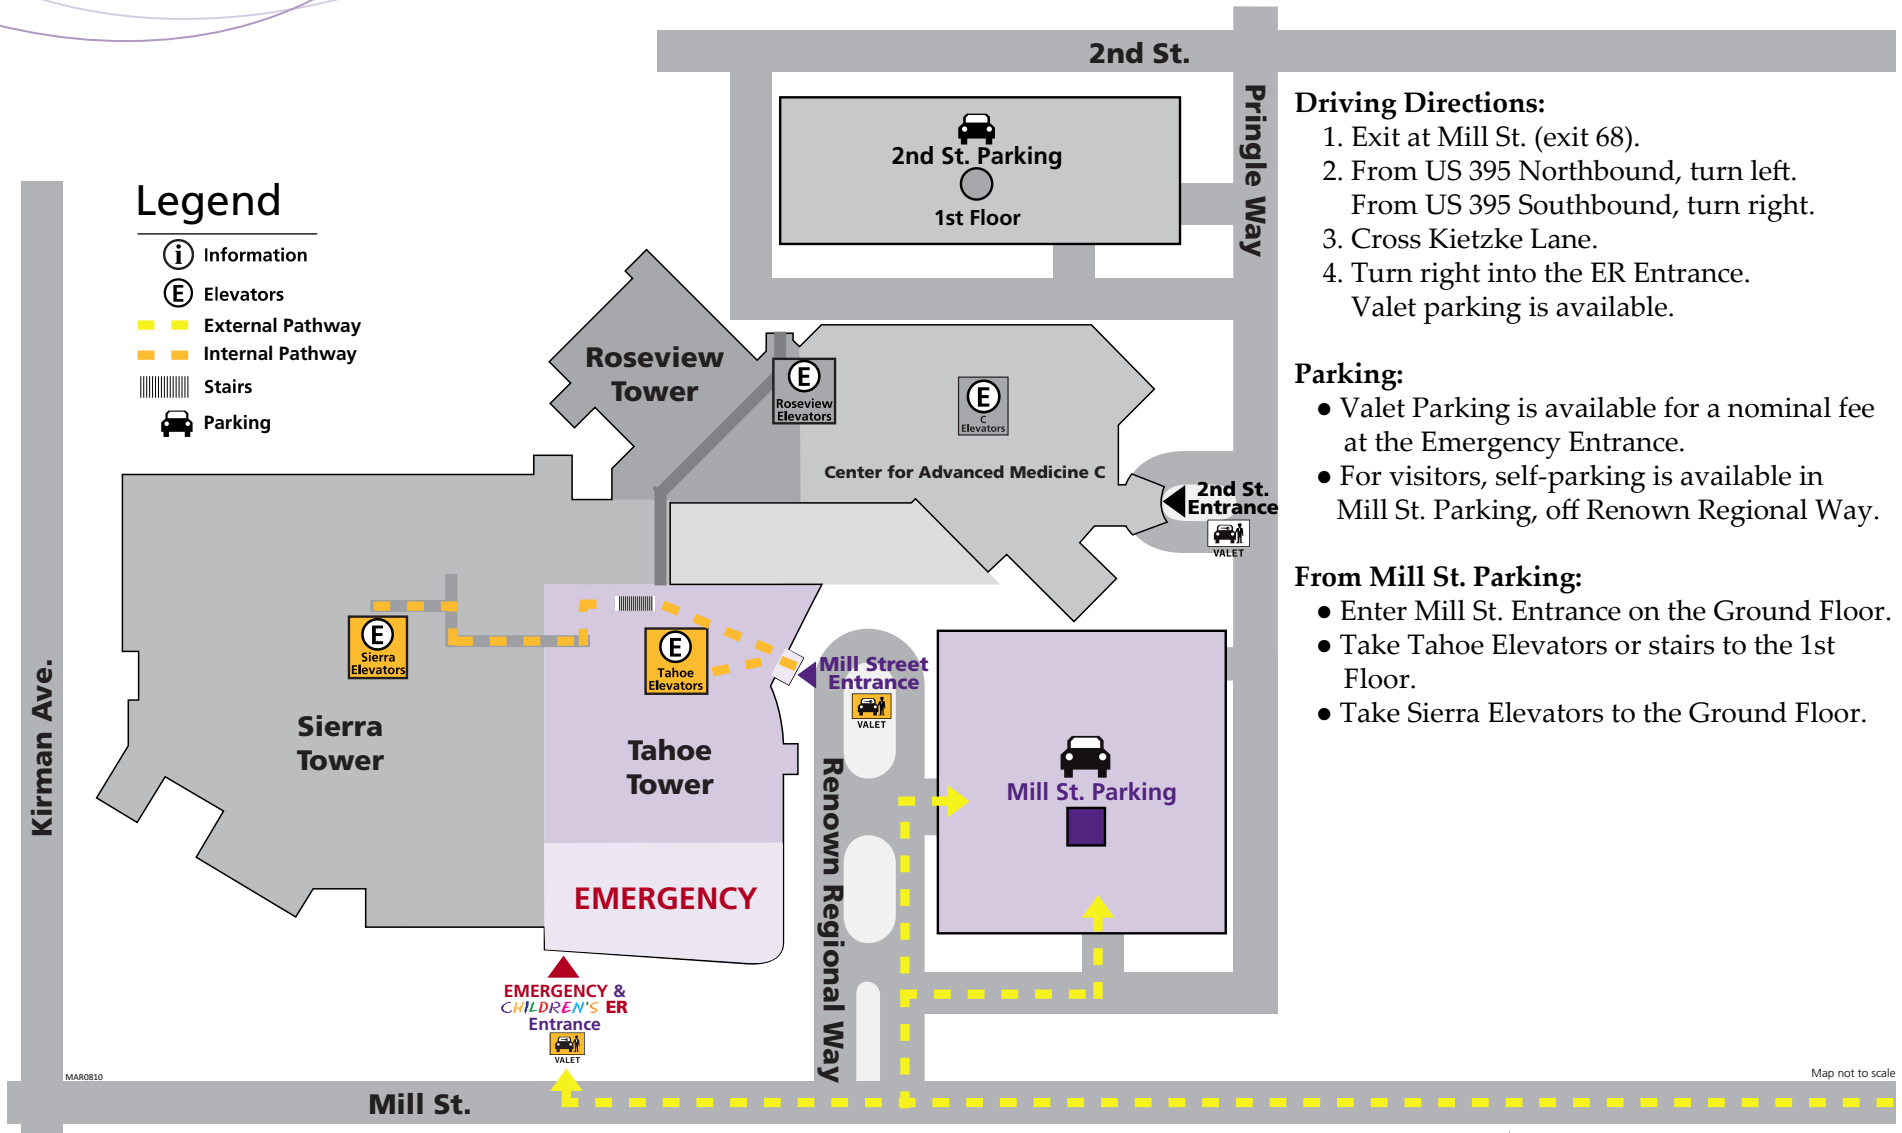 2nd St.
Pringle Way
2nd St. Parking
1st Floor
Legend
i Information
E Elevators
External Pathway
Internal Pathway
Stairs
Parking
Driving Directions:
1. Exit at Mill St. (exit 68).
2. From US 395 Northbound, turn left.
From US 395 Southbound, turn right.
3. Cross Kietzke Lane.
4. Turn right into the ER Entrance.
Valet parking is available.
Parking:
● Valet Parking is available for a nominal fee
at the Emergency Entrance.
● For visitors, self-parking is available in
Mill St. Parking, off Renown Regional Way.
From Mill St. Parking:
● Enter Mill St. Entrance on the Ground Floor.
● Take Tahoe Elevators or stairs to the 1st
Floor.
● Take Sierra Elevators to the Ground Floor.
Roseview
Tower
E
Roseview
Elevators
E
C
Elevators
Center for Advanced Medicine C
2nd St.
Entrance
VALET
Kirman Ave.
E
Sierra
Elevators
E
Tahoe
Elevators
Mill Street
Entrance
VALET
Sierra
Tower
Tahoe
Tower
Renown Regional Way
Mill St. Parking
EMERGENCY
EMERGENCY &
CHILDREN'S ER
Entrance
VALET
MAR0810
Map not to scale
Mill St.